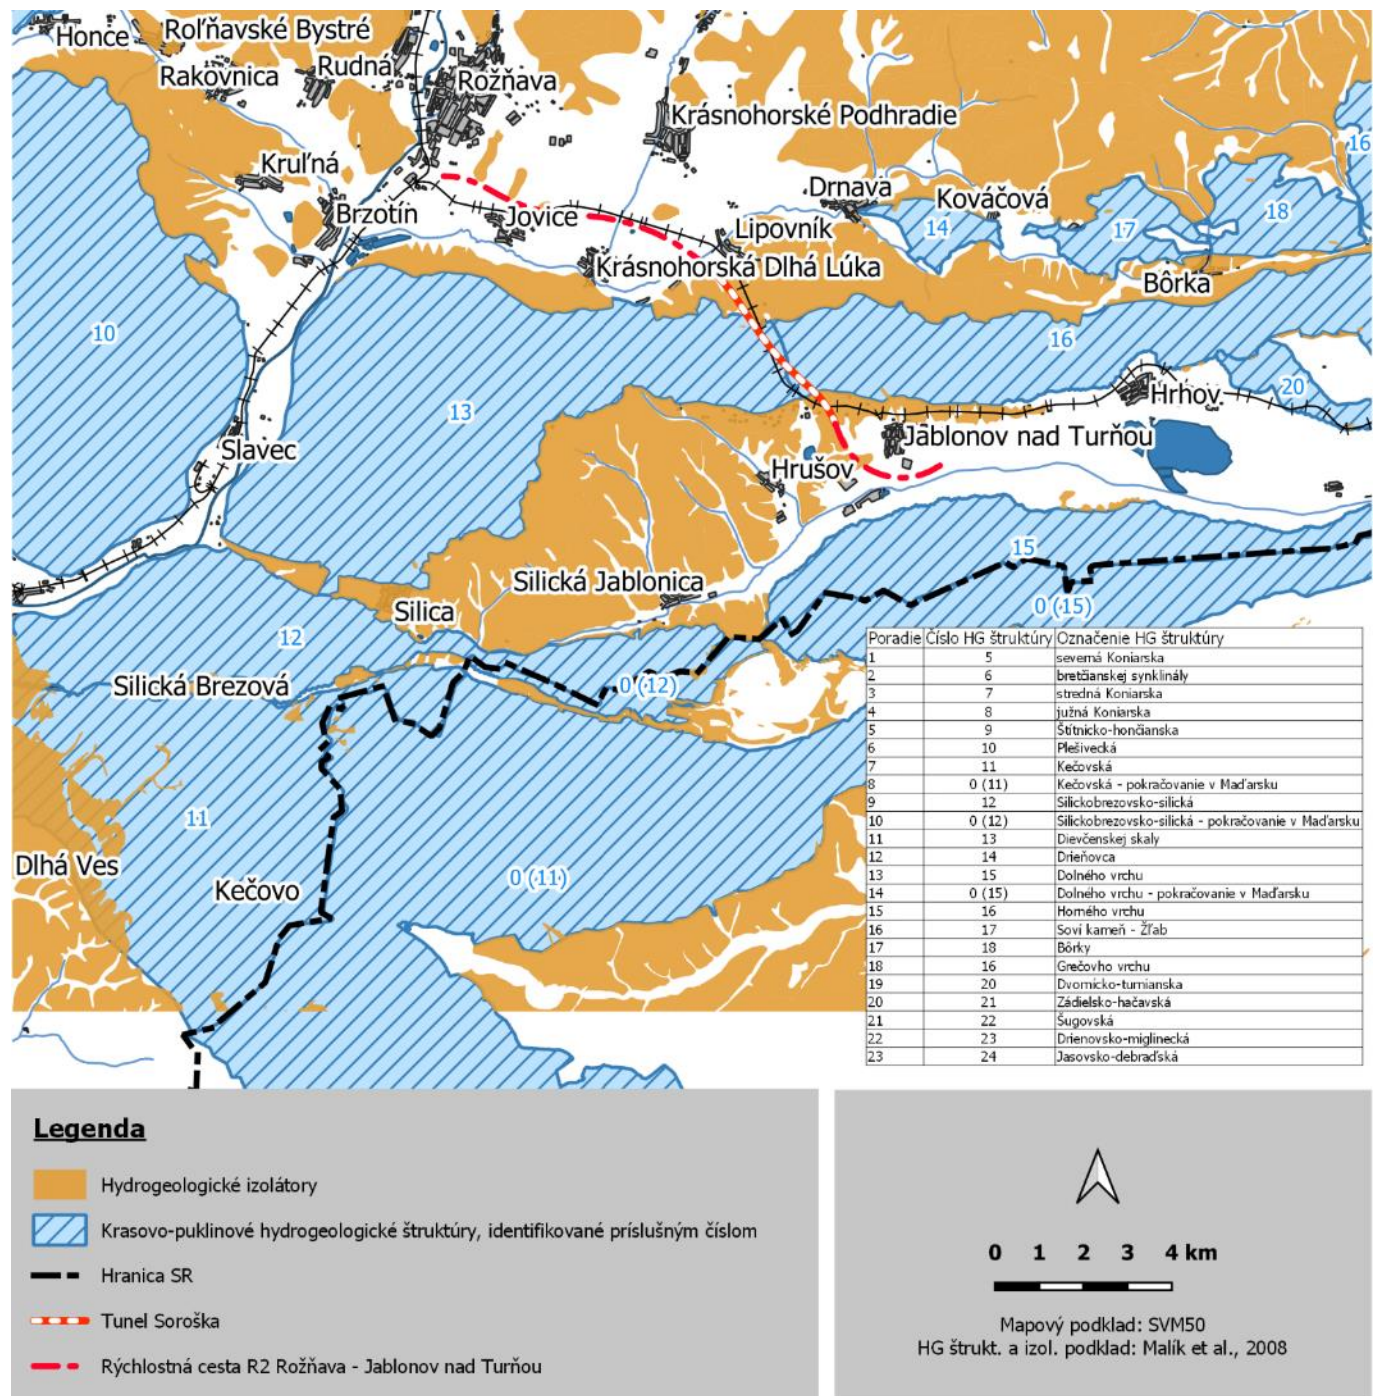 Honce
Roľňavské Bystré
Rakovnica
Rudná
Rožňava
Krásnohorské Podhradie
16
Kruľná
Brzotín
Jovice
Drnava
Kováčová
18
14
17
Lipovník
Krásnohorská Dlhá Lúka
Bôrka
10
16
20
Hrhov
13
Slavec
Jablonov nad Turňou
Hrušov
15
Silická Jablonica
0 (15)
Silica
12
Silická Brezová
0 (12)
11
Dlhá Ves
Kečovo
0 (11)
Poradie Číslo HG štruktúry Označenie HG štruktúry
1 5 severná Koniarska
2 6 bretčianskej synklinály
3 7 stredná Koniarska
4 8 južná Koniarska
5 9 Štítnicko-hončianska
6 10 Plešivecká
7 11 Kečovská
8 0 (11) Kečovská - pokračovanie v Maďarsku
9 12 Silickobrezovsko-silická
10 0 (12) Silickobrezovsko-silická - pokračovanie v Maďarsku
11 13 Dievčenskej skaly
12 14 Drieňovca
13 15 Dolného vrchu
14 0 (15) Dolného vrchu - pokračovanie v Maďarsku
15 16 Horného vrchu
16 17 Soví kameň - Žľab
17 18 Bôrky
18 16 Grečovho vrchu
19 20 Dvornícko-turnianska
20 21 Zádielsko-hačavská
21 22 Šugovská
22 23 Drienovsko-miglinecká
23 24 Jasovsko-debraďská
Legenda
Hydrogeologické izolátory
Krasovo-puklinové hydrogeologické štruktúry, identifikované príslušným číslom
Hranica SR
Tunel Soroška
Rýchlostná cesta R2 Rožňava - Jablonov nad Turňou
0 1 2 3 4 km
Mapový podklad: SVM50
HG štrukt. a izol. podklad: Malík et al., 2008